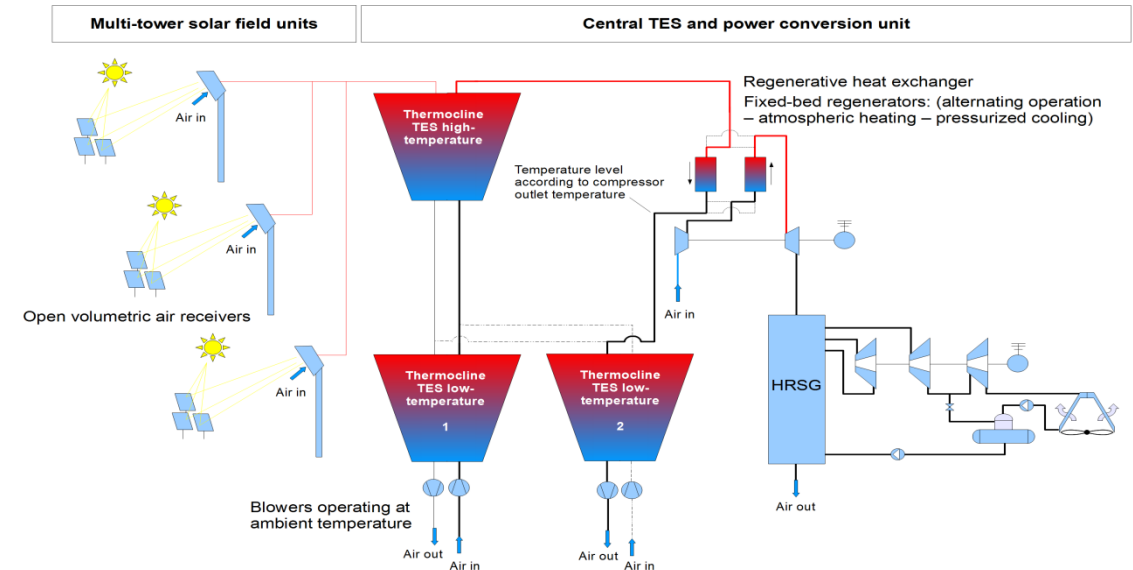 Multi-tower solar field units
Central TES and power conversion unit
Air in
Air in
Open volumetric air receivers
Air in
Thermocline
TES high-
temperature
Regenerative heat exchanger
Fixed-bed regenerators: (alternating operation
– atmospheric heating – pressurized cooling)
Temperature level
according to compressor
outlet temperature
Air in
Thermocline
TES low-
temperature
1
Thermocline
TES low-
temperature
2
HRSG
Blowers operating at
ambient temperature
Air out
Air in
Air out
Air in
Air out